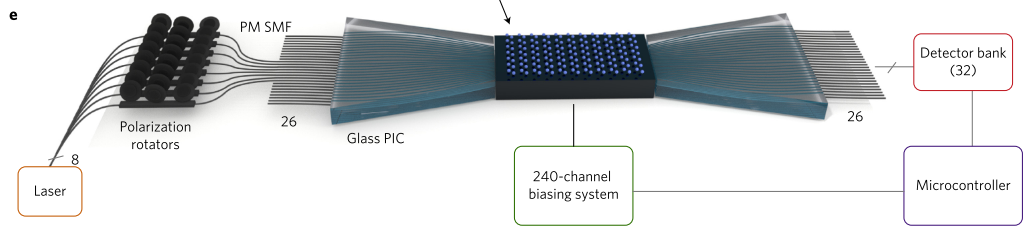 e
PM SMF
Polarization
rotators
8
Laser
26
Glass PIC
240-channel
biasing system
26
Detector bank
(32)
Microcontroller